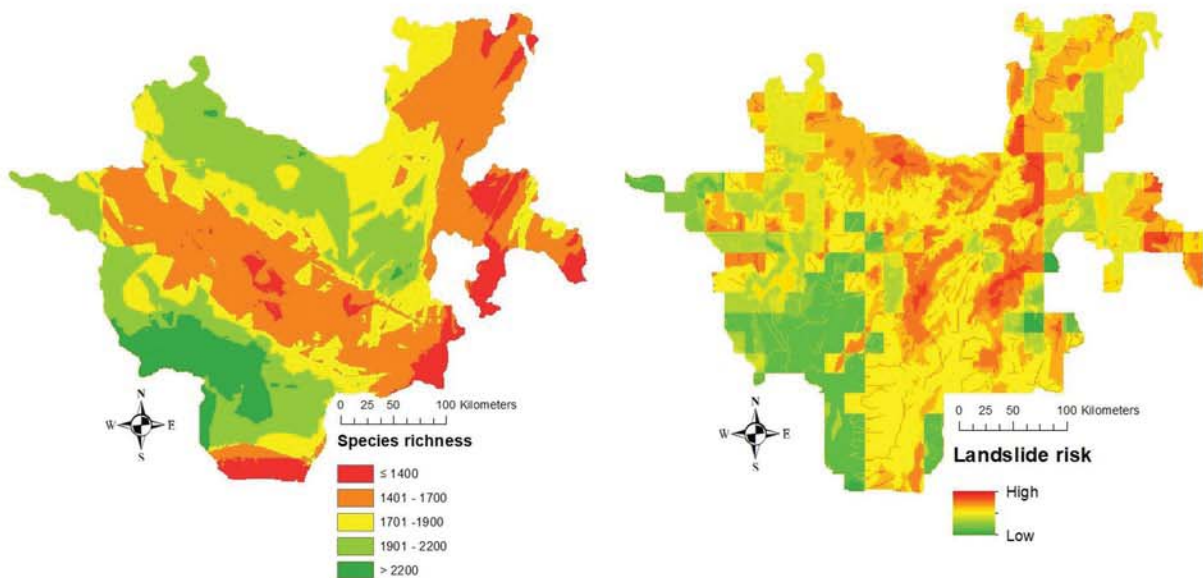 N
W E
S
0 25 50 100 Kilometers
Species richness
≤ 1400
1401 - 1700
1701 -1900
1901 - 2200
> 2200
N
W E
S
0 25 50 100 Kilometers
Landslide risk
High
Low